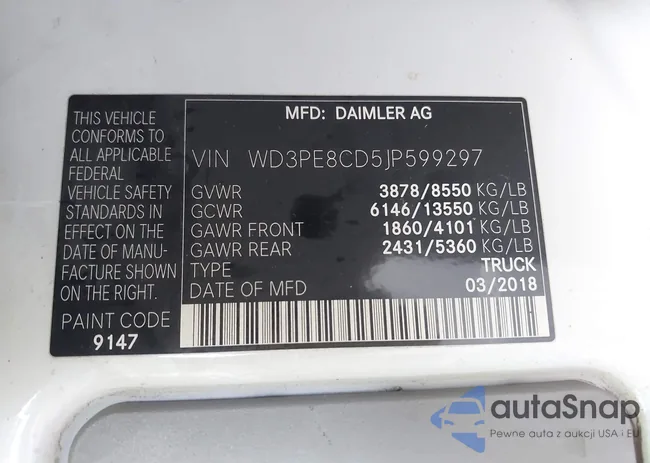 THIS VEHICLE
CONFORMS TO
ALL APPLICABLE
FEDERAL
VEHICLE SAFETY
STANDARDS IN
EFFECT ON THE
DATE OF MANU-
FACTURE SHOWN
ON THE RIGHT.
PAINT CODE
9147
MFD: DAIMLER AG
VIN WD3PE8CD5JP599297
GVWR 3878/8550 KG/LB
GCWR 6146/13550 KG/LB
GAWR FRONT 1860/4101 KG/LB
GAWR REAR 2431/5360 KG/LB
TYPE TRUCK
DATE OF MFD 03/2018
autoSnap
Pewne auta z aukcji USA i EU